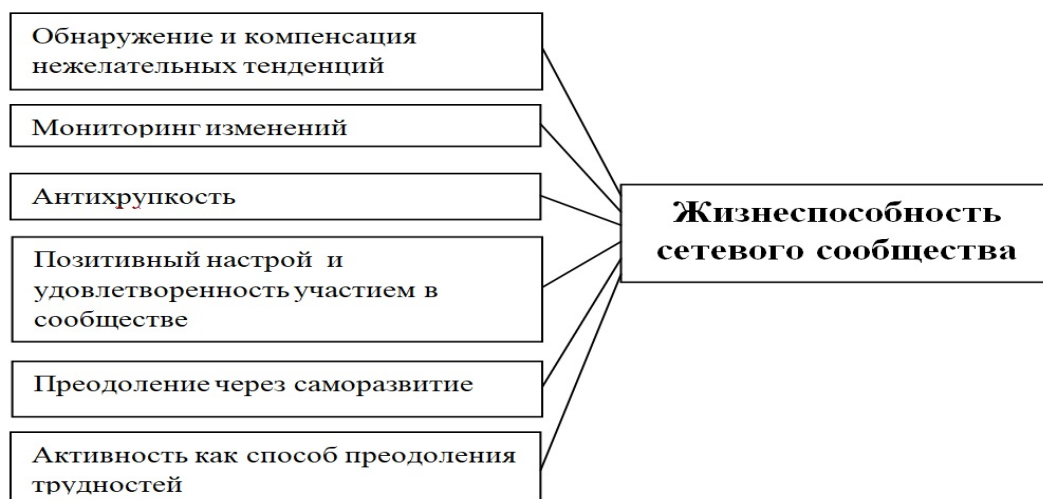 Обнаружение и компенсация
нежелательных тенденций
Мониторинг изменений
Антихрупкость
Позитивный настрой и
удовлетворенность участием в
сообществе
Преодоление через саморазвитие
Активность как способ преодоления
трудностей
Жизнеспособность
сетевого сообщества